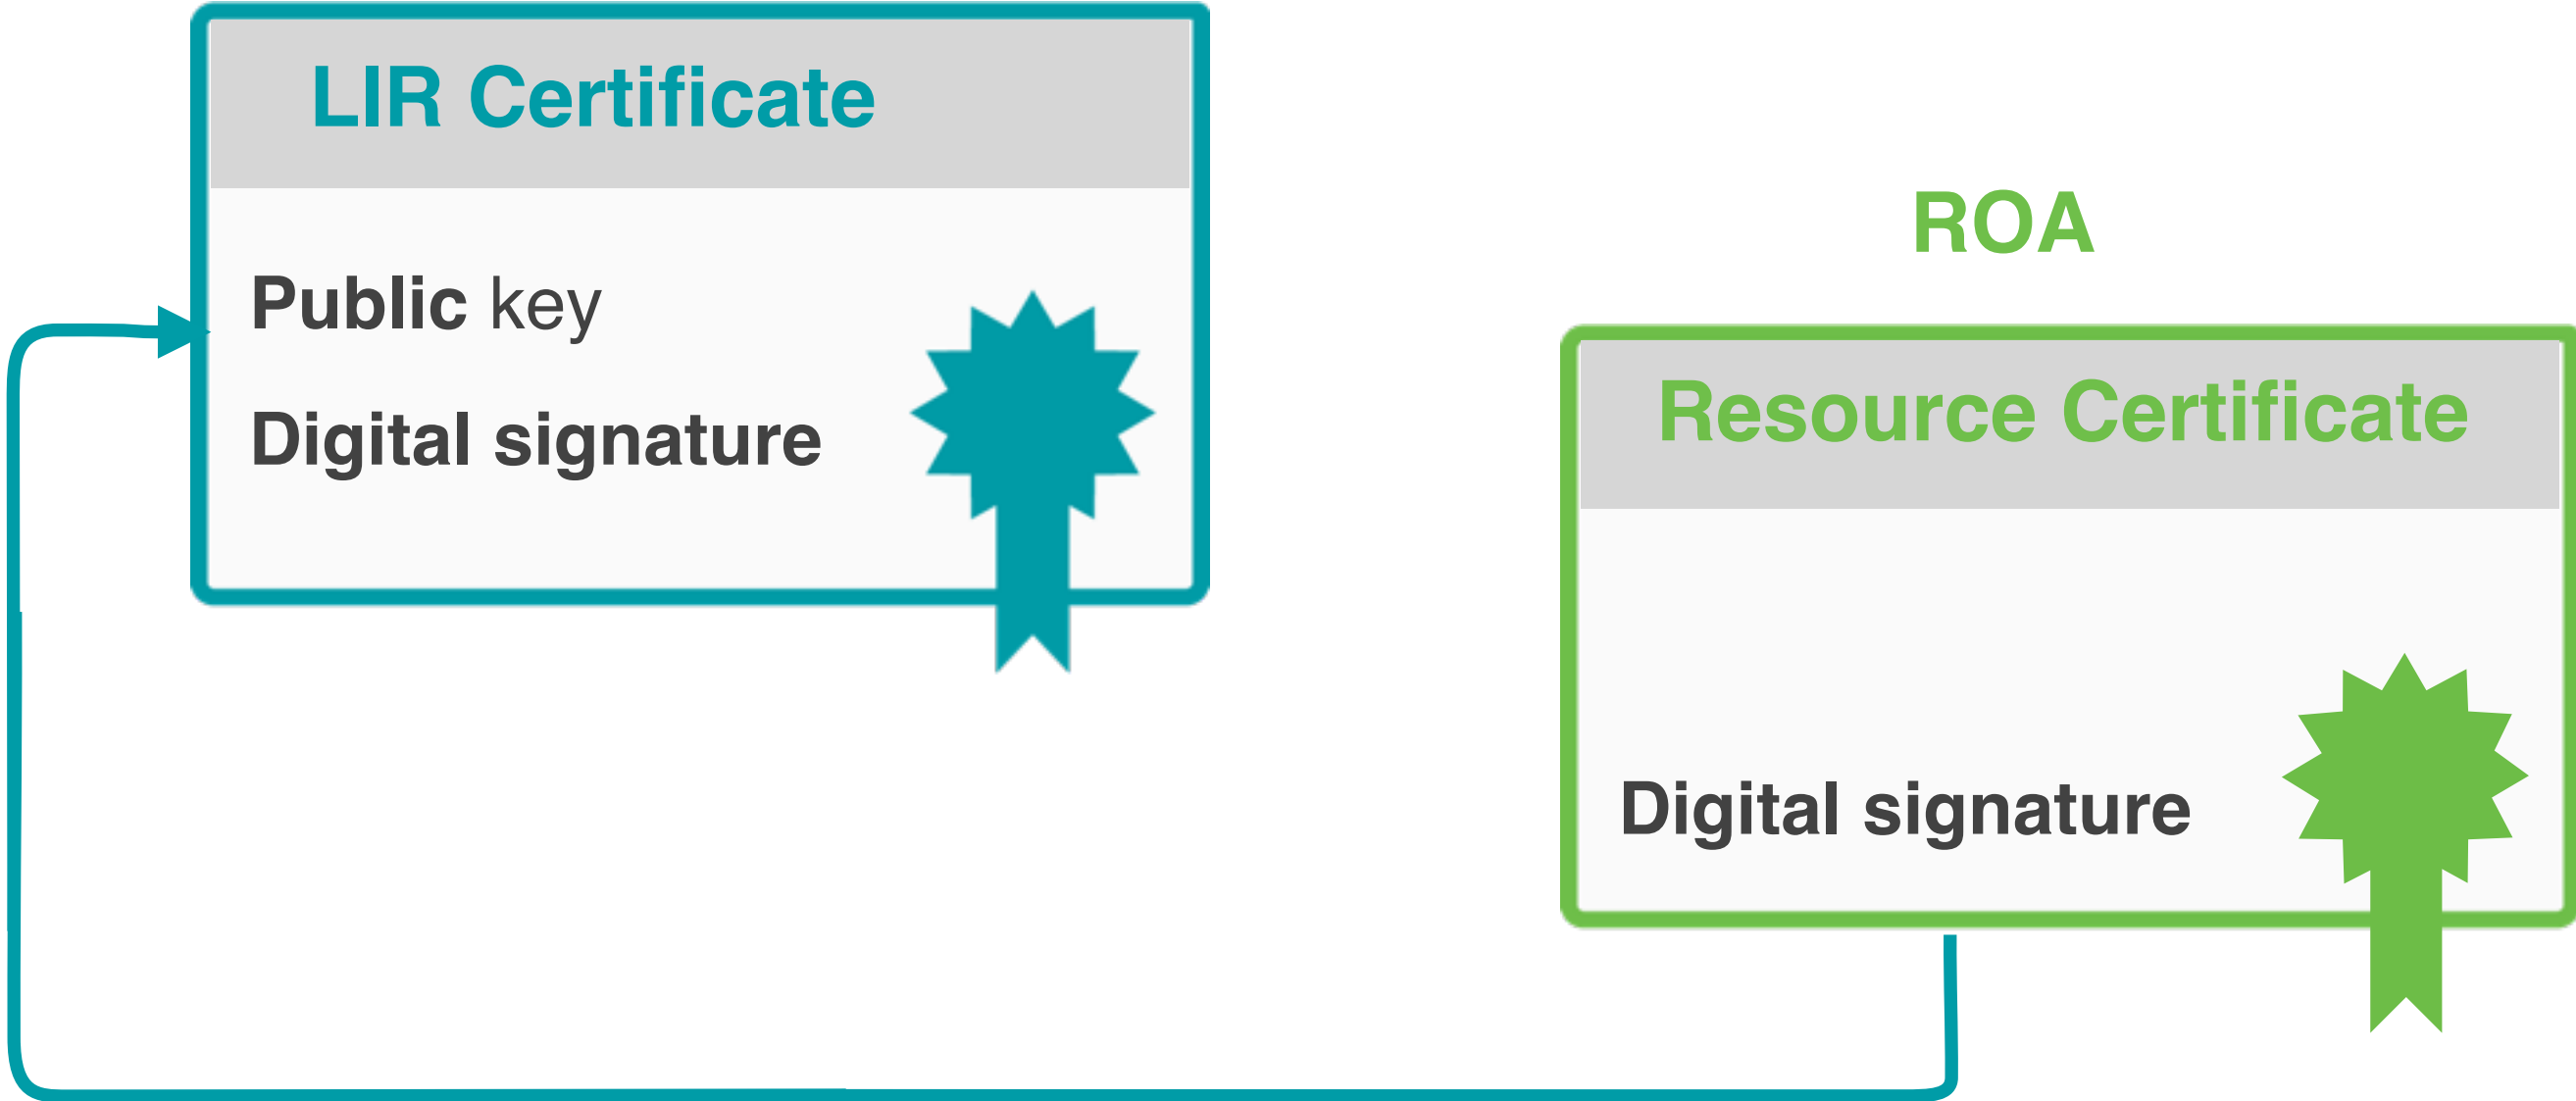 LIR Certificate
Public key
Digital signature
ROA
Resource Certificate
Digital signature